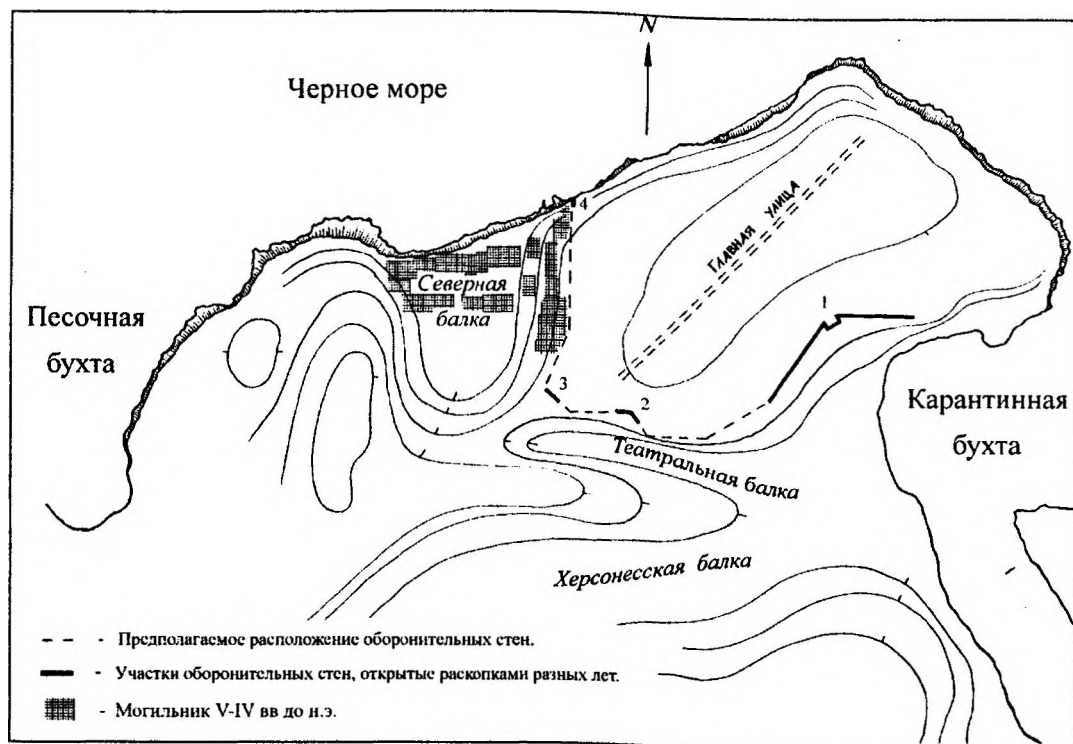 N
Черное море
ГЛАВНАЯ УЛИЦА
4
Северная
балка
Песочная
бухта
1
3
2
Карантинная
бухта
Театральная балка
Херсонесская балка
- Предполагаемое расположение оборонительных стен.
- Участки оборонительных стен, открытые раскопками разных лет.
- Могильник V-IV вв до н.э.